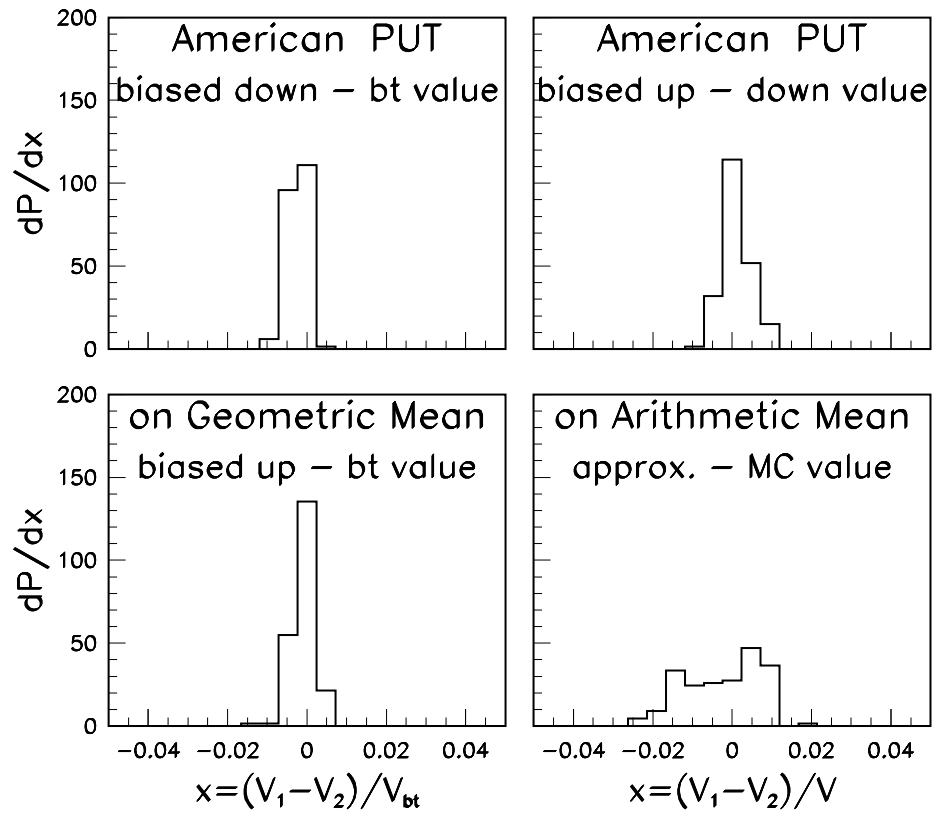 200
150
100
50
0
dP/dx
American PUT
biased down – bt value
American PUT
biased up – down value
200
150
100
50
0
dP/dx
on Geometric Mean
biased up – bt value
on Arithmetic Mean
approx. – MC value
−0.04 −0.02 0 0.02 0.04
−0.04 −0.02 0 0.02 0.04
x=(V₁−V₂)/V_bt
x=(V₁−V₂)/V